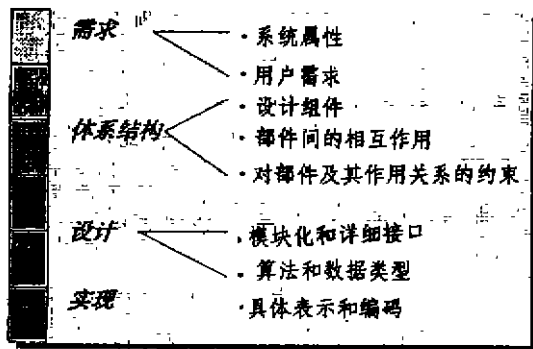 需求
· 系统属性
· 用户需求
体系结构
· 设计组件
· 部件间的相互作用
· 对部件及其作用关系的约束
设计
· 模块化和详细接口
· 算法和数据类型
实现
· 具体表示和编码